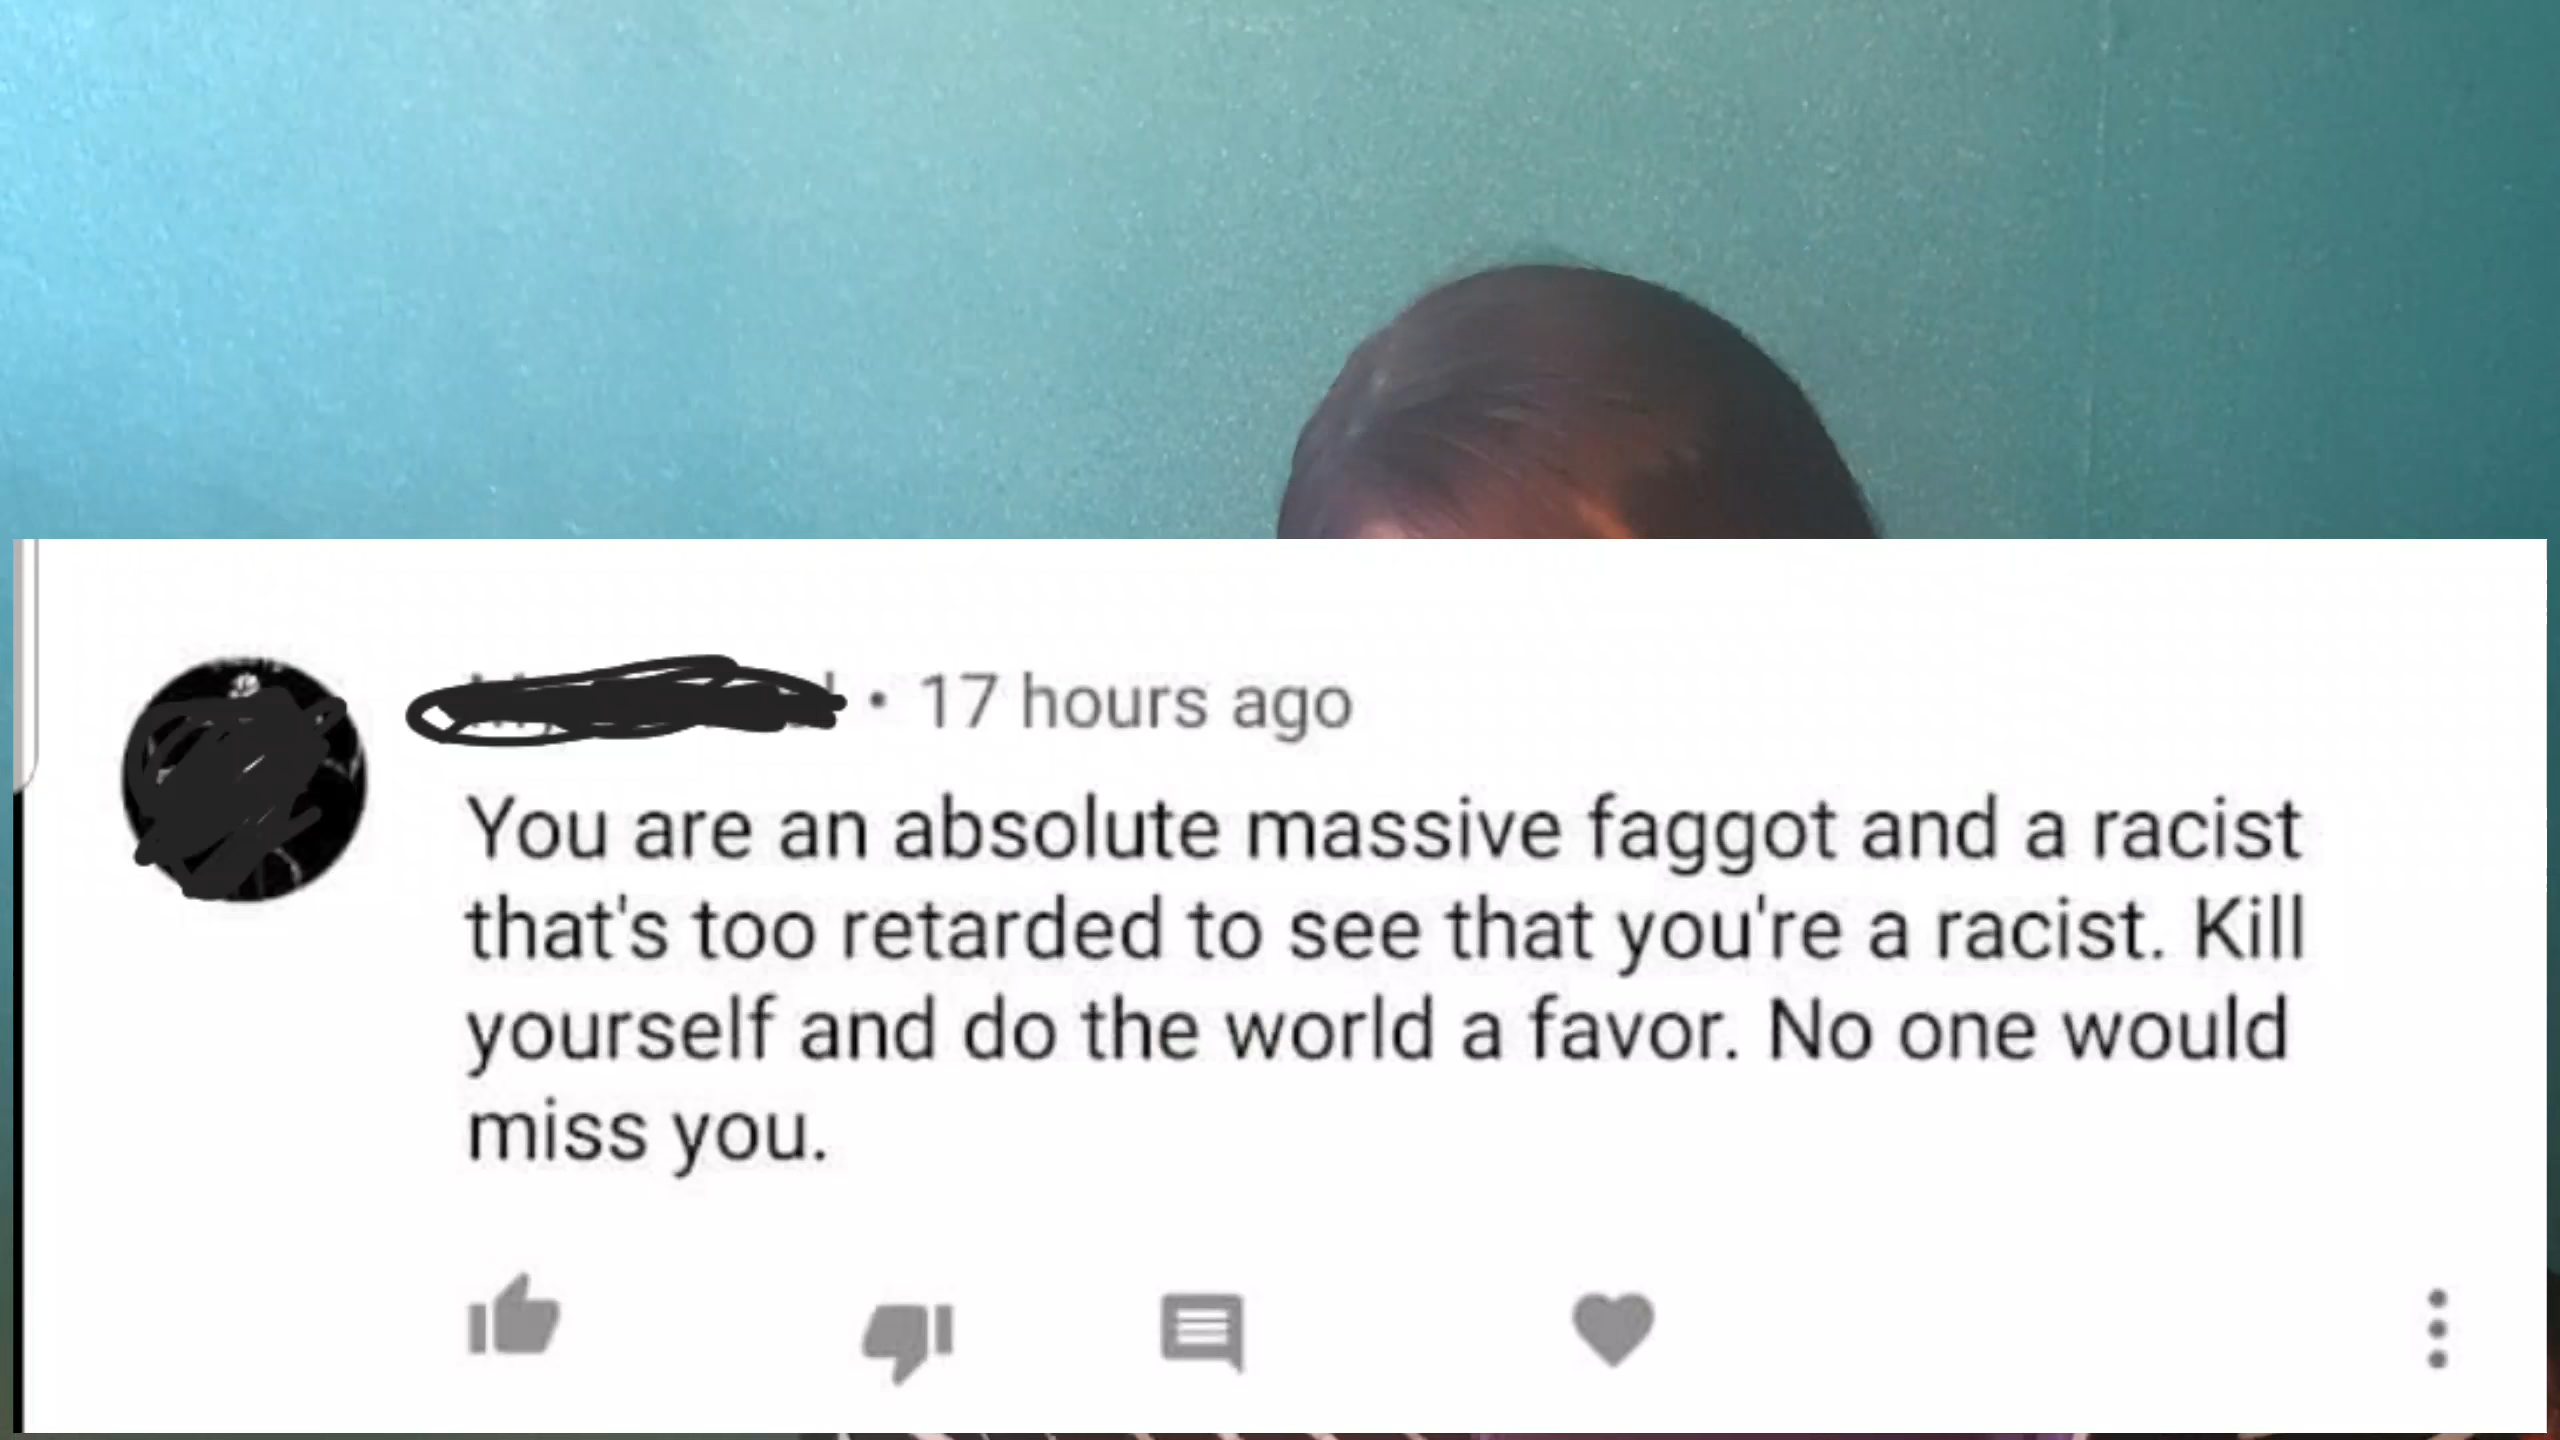 • 17 hours ago
You are an absolute massive faggot and a racist
that's too retarded to see that you're a racist. Kill
yourself and do the world a favor. No one would
miss you.